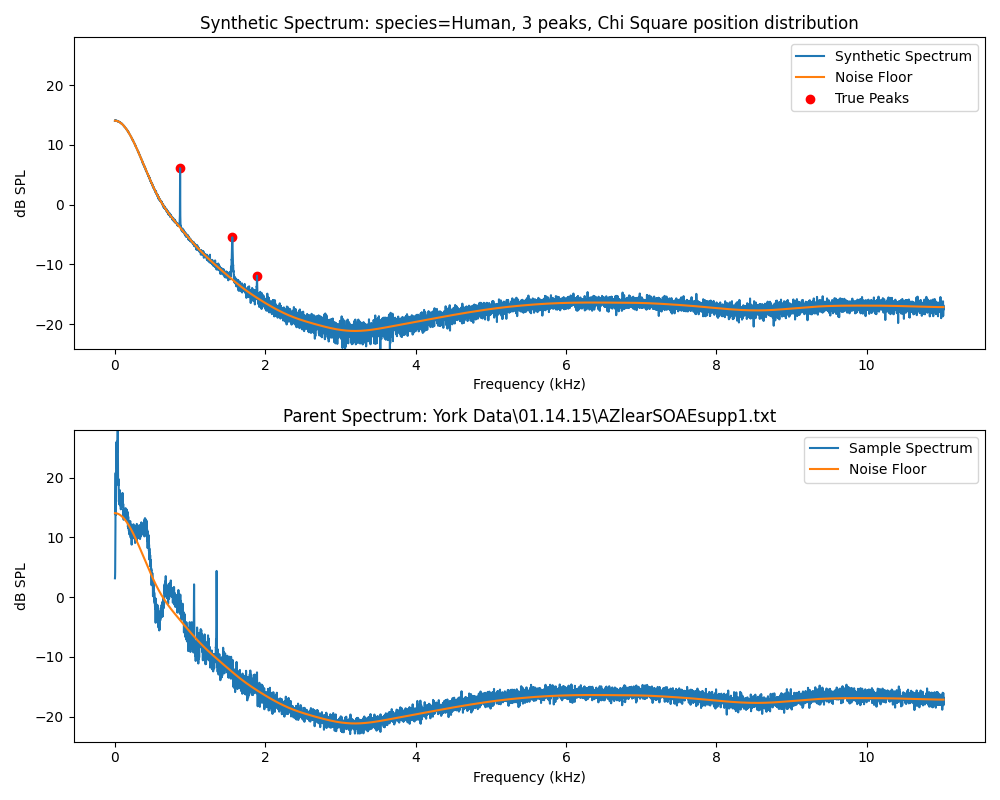 Synthetic Spectrum: species=Human, 3 peaks, Chi Square position distribution
Synthetic Spectrum
Noise Floor
True Peaks
dB SPL
20
10
0
−10
−20
0 2 4 6 8 10
Frequency (kHz)
Parent Spectrum: York Data\01.14.15\AZlearSOAEsupp1.txt
Sample Spectrum
Noise Floor
dB SPL
20
10
0
−10
−20
0 2 4 6 8 10
Frequency (kHz)